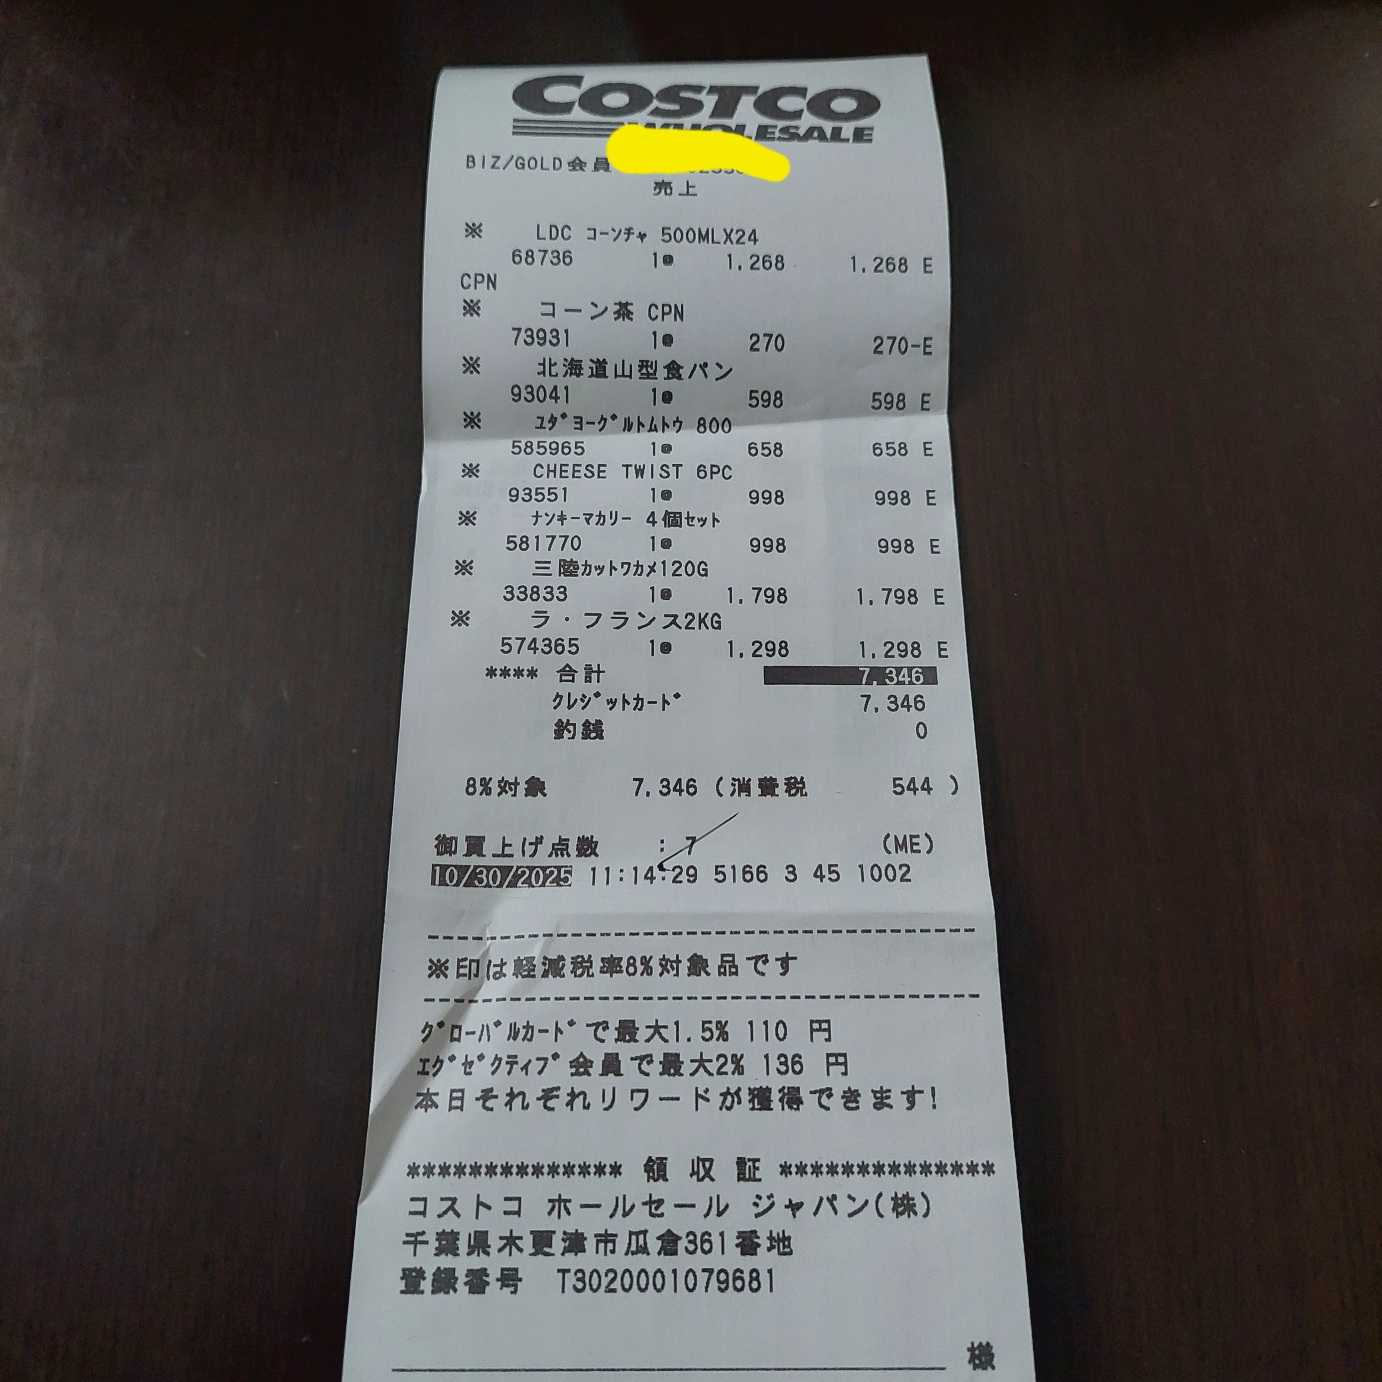 COSTCO
WHOLESALE
BIZ/GOLD会員
売上
※ LDC コーンチャ 500MLX24
68736 1@ 1,268 1,268 E
CPN
※ コーン茶 CPN
73931 1@ 270 270-E
※ 北海道山型食パン
93041 1@ 598 598 E
※ ユダヨーグルトムトウ 800
585965 1@ 658 658 E
※ CHEESE TWIST 6PC
93551 1@ 998 998 E
※ ナンキーマカリー 4個セット
581770 1@ 998 998 E
※ 三陸カットワカメ120G
33833 1@ 1,798 1,798 E
※ ラ・フランス2KG
574365 1@ 1,298 1,298 E
**** 合計 7,346
クレジットカード 7,346
釣銭 0
8%対象 7,346 (消費税 544 )
御買上げ点数 : 7 (ME)
10/30/2025 11:14:29 5166 3 45 1002
※印は軽減税率8%対象品です
グローバルカードで最大1.5% 110 円
エグゼクティブ会員で最大2% 136 円
本日それぞれリワードが獲得できます!
************** 領 収 証 **************
コストコ ホールセール ジャパン(株)
千葉県木更津市瓜倉361番地
登録番号 T3020001079681
様